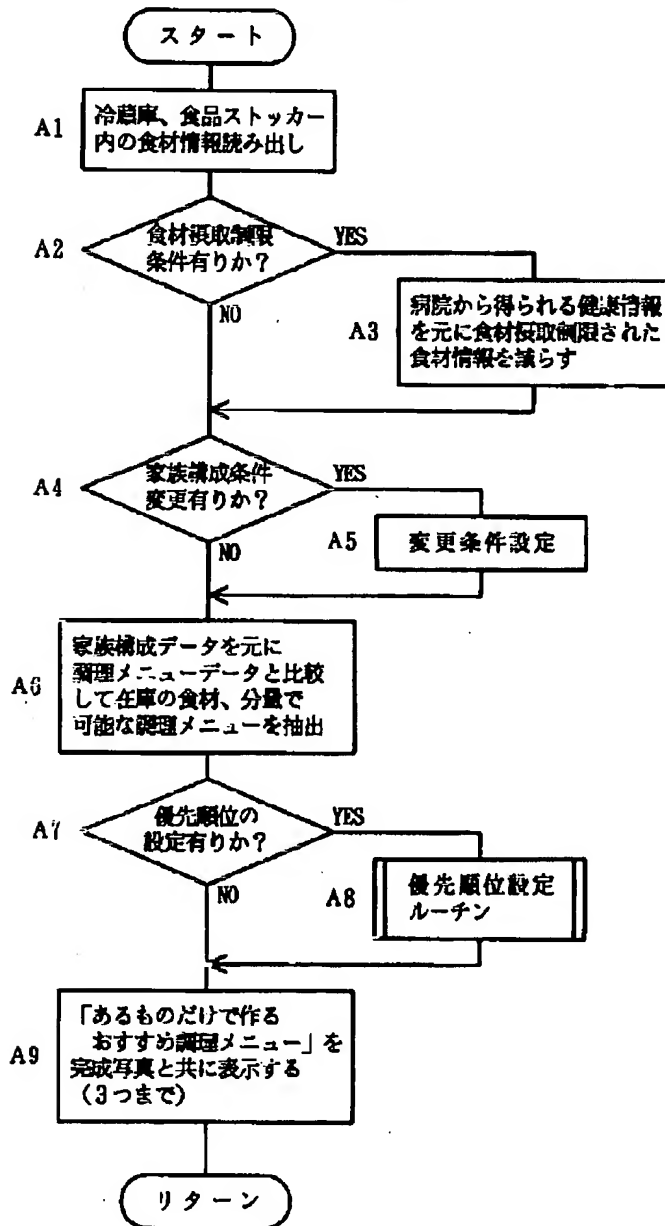 スタート
A1
冷蔵庫、食品ストッカー
内の食材情報読み出し
A2
食材摂取制限
条件有りか?
YES
NO
A3
病院から得られる健康情報
を元に食材摂取制限された
食材情報を減らす
A4
家族構成条件
変更有りか?
YES
NO
A5
変更条件設定
A6
家族構成データを元に
調理メニューデータと比較
して在庫の食材、分量で
可能な調理メニューを抽出
A7
優先順位の
設定有りか?
YES
NO
A8
優先順位設定
ルーチン
A9
「あるものだけで作る
おすすめ調理メニュー」を
完成写真と共に表示する
(3つまで)
リターン